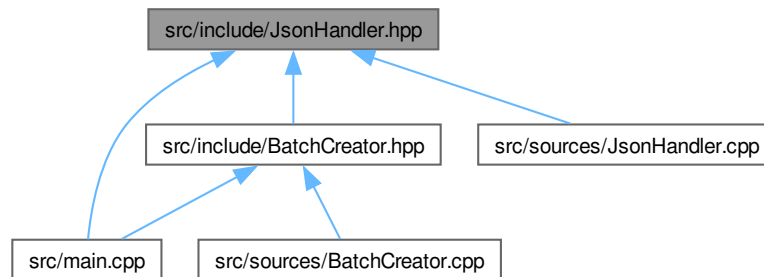 src/include/JsonHandler.hpp
src/include/BatchCreator.hpp
src/sources/JsonHandler.cpp
src/main.cpp
src/sources/BatchCreator.cpp